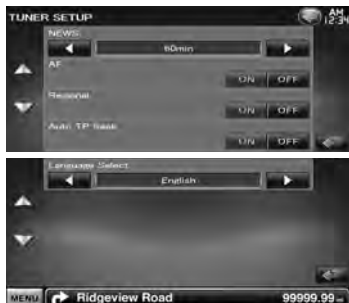 TUNER SETUP
AM
12:34
NEWS
60min
AF
ON OFF
Regional
ON OFF
Auto TP Seek
ON OFF
Language Select
English
MENU Ridgeview Road 99999.99